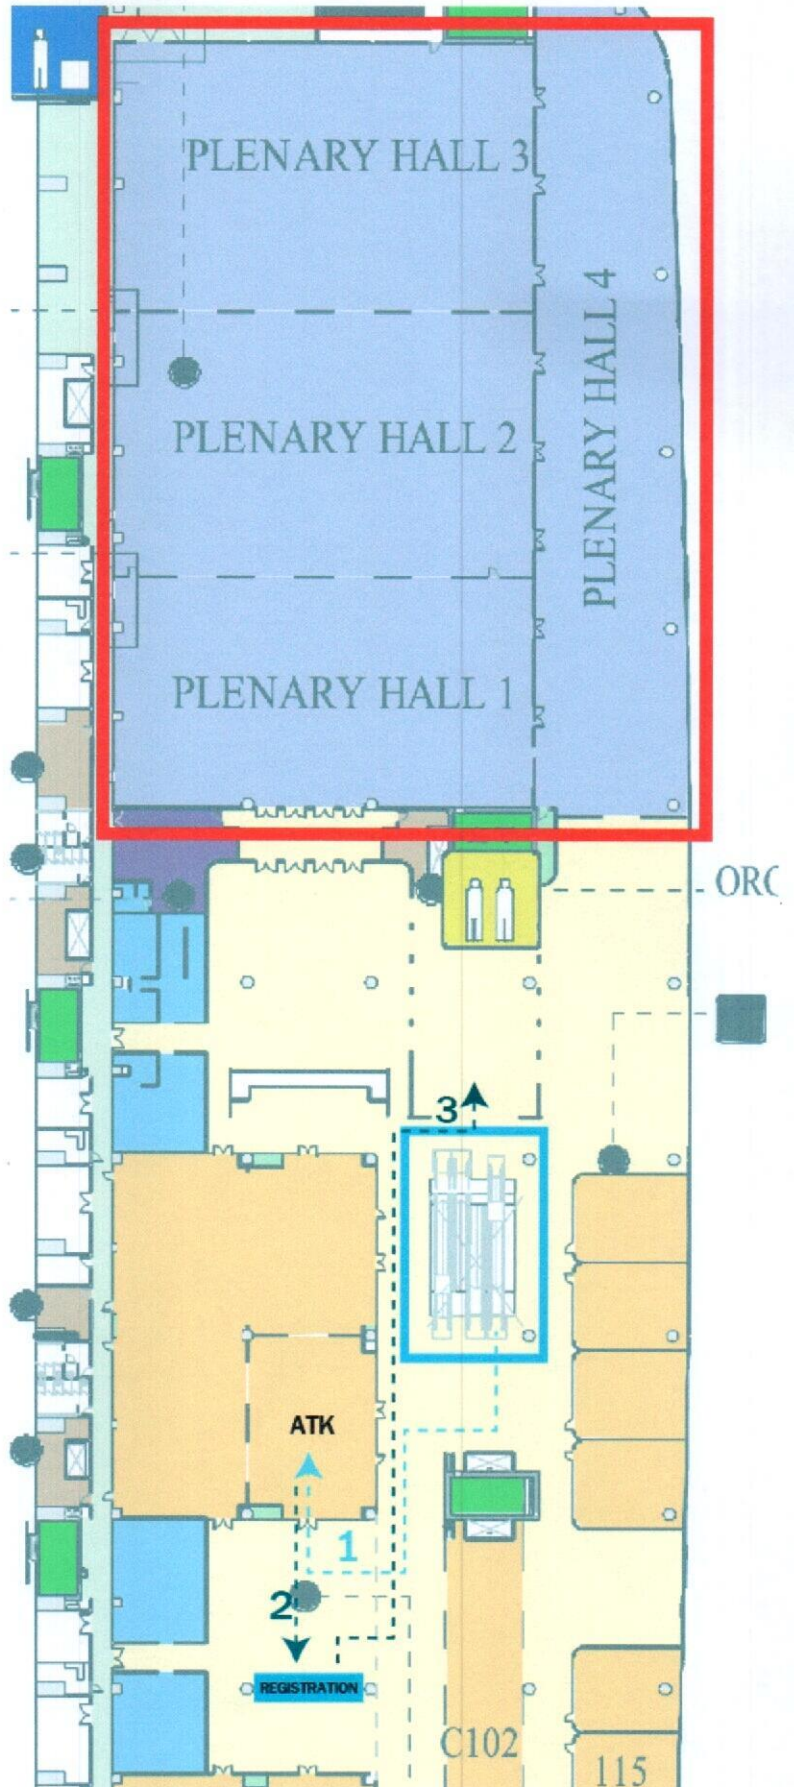 PLENARY HALL 3
PLENARY HALL 4
PLENARY HALL 2
PLENARY HALL 1
ORC
3
ATK
1
2
REGISTRATION
C102
115